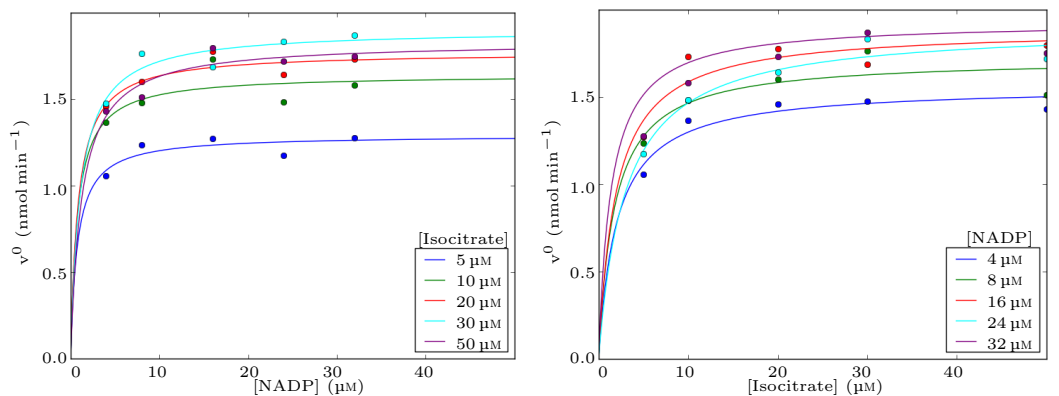 v⁰ (nmol min⁻¹)
1.5
1.0
0.5
0.0
0
10
20
30
40
[NADP] (µM)
[Isocitrate]
5 µM
10 µM
20 µM
30 µM
50 µM
v⁰ (nmol min⁻¹)
1.5
1.0
0.5
0.0
0
10
20
30
40
[Isocitrate] (µM)
[NADP]
4 µM
8 µM
16 µM
24 µM
32 µM